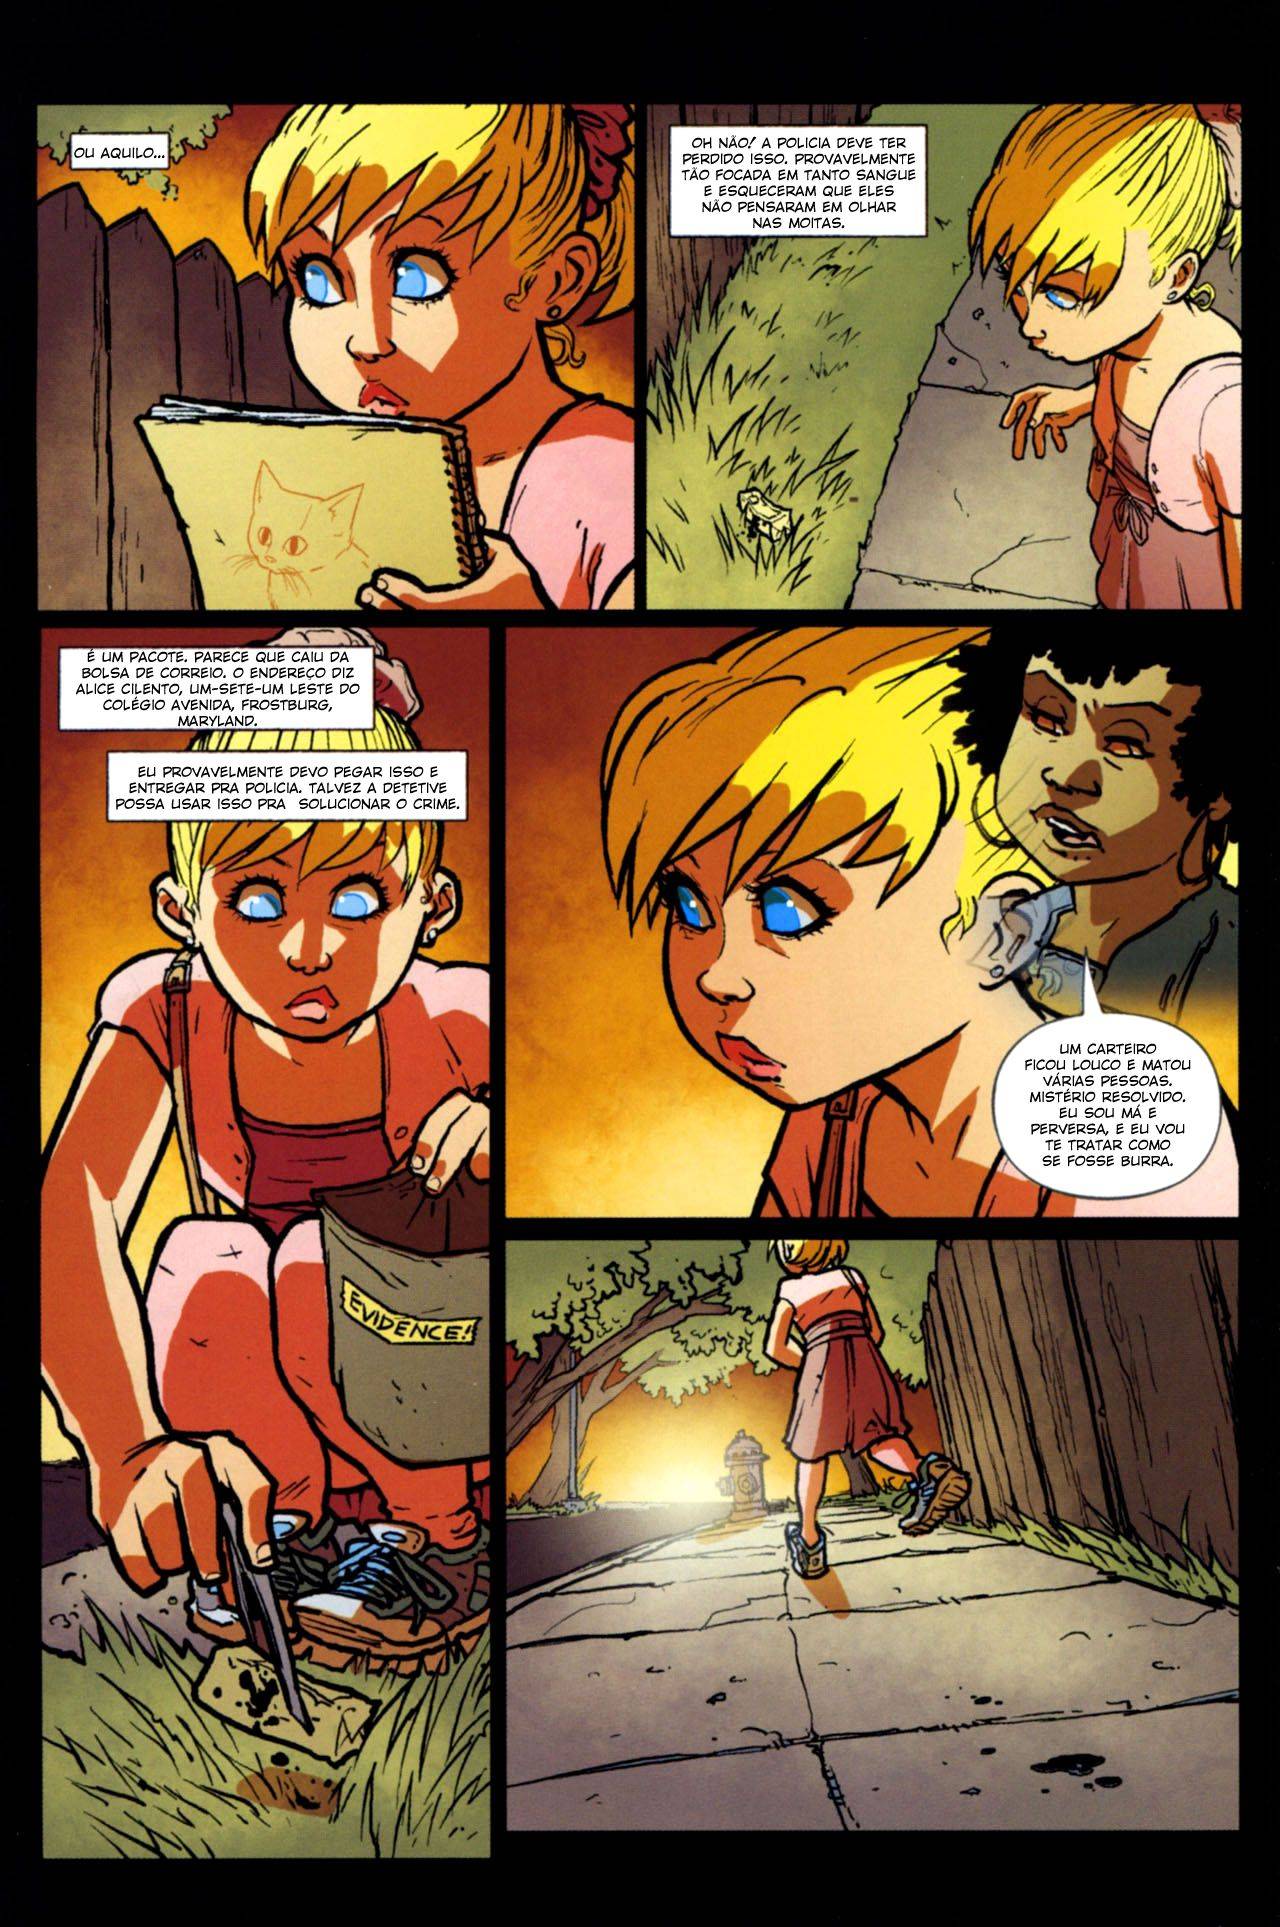 OU AQUILO...
OH NÃO! A POLICIA DEVE TER
PERDIDO ISSO. PROVAVELMENTE
TÃO FOCADA EM TANTO SANGUE
E ESQUECERAM QUE ELES
NÃO PENSARAM EM OLHAR
NAS MOITAS.
É UM PACOTE. PARECE QUE CAIU DA
BOLSA DE CORREIO. O ENDEREÇO DIZ
ALICE CILENTO, UM-SETE-UM LESTE DO
COLÉGIO AVENIDA, FROSTBURG,
MARYLAND.
EU PROVAVELMENTE DEVO PEGAR ISSO E
ENTREGAR PRA POLICIA. TALVEZ A DETETIVE
POSSA USAR ISSO PRA SOLUCIONAR O CRIME.
EVIDENCE!
UM CARTEIRO
FICOU LOUCO E MATOU
VÁRIAS PESSOAS.
MISTÉRIO RESOLVIDO.
EU SOU MÁ E
PERVERSA, E EU VOU
TE TRATAR COMO
SE FOSSE BURRA.